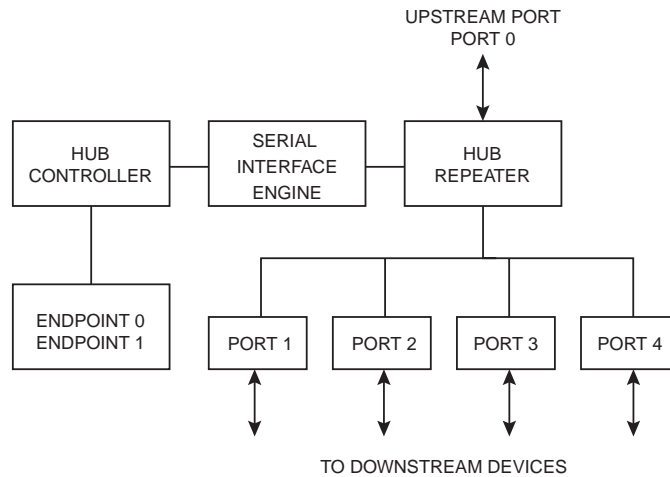 UPSTREAM PORT
PORT 0
HUB
CONTROLLER
SERIAL
INTERFACE
ENGINE
HUB
REPEATER
ENDPOINT 0
ENDPOINT 1
PORT 1
PORT 2
PORT 3
PORT 4
TO DOWNSTREAM DEVICES